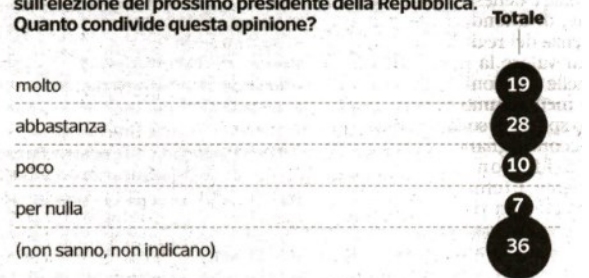 sull'elezione del prossimo presidente della Repubblica.
Quanto condivide questa opinione?
Totale
molto 19
abbastanza 28
poco 10
per nulla 7
(non sanno, non indicano) 36